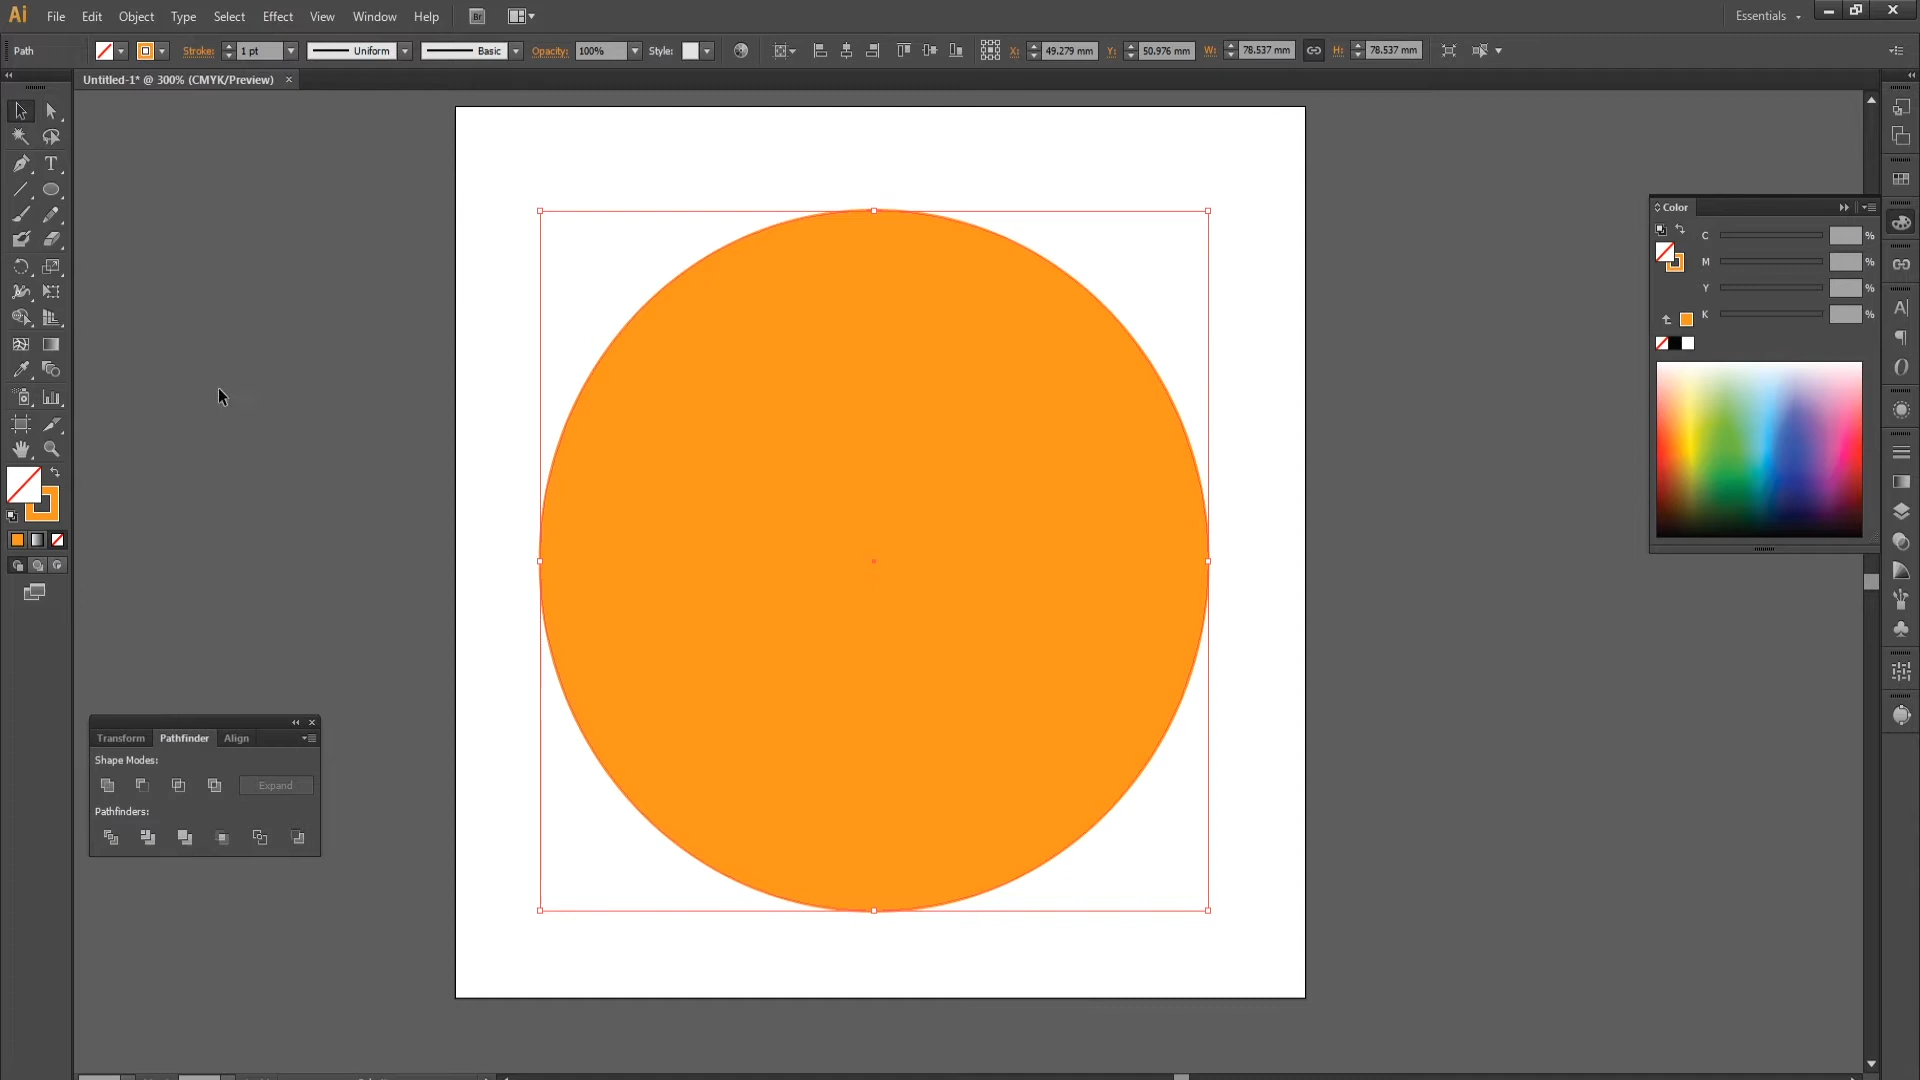 Ai File Edit Object Type Select Effect View Window Help Br Essentials
Path Stroke: 1 pt Uniform Basic Opacity: 100% Style: X: 49.279 mm Y: 50.976 mm W: 78.537 mm H: 78.537 mm
Untitled-1* @ 300% (CMYK/Preview)
Color
C %
M %
Y %
K %
Transform Pathfinder Align
Shape Modes:
Expand
Pathfinders: